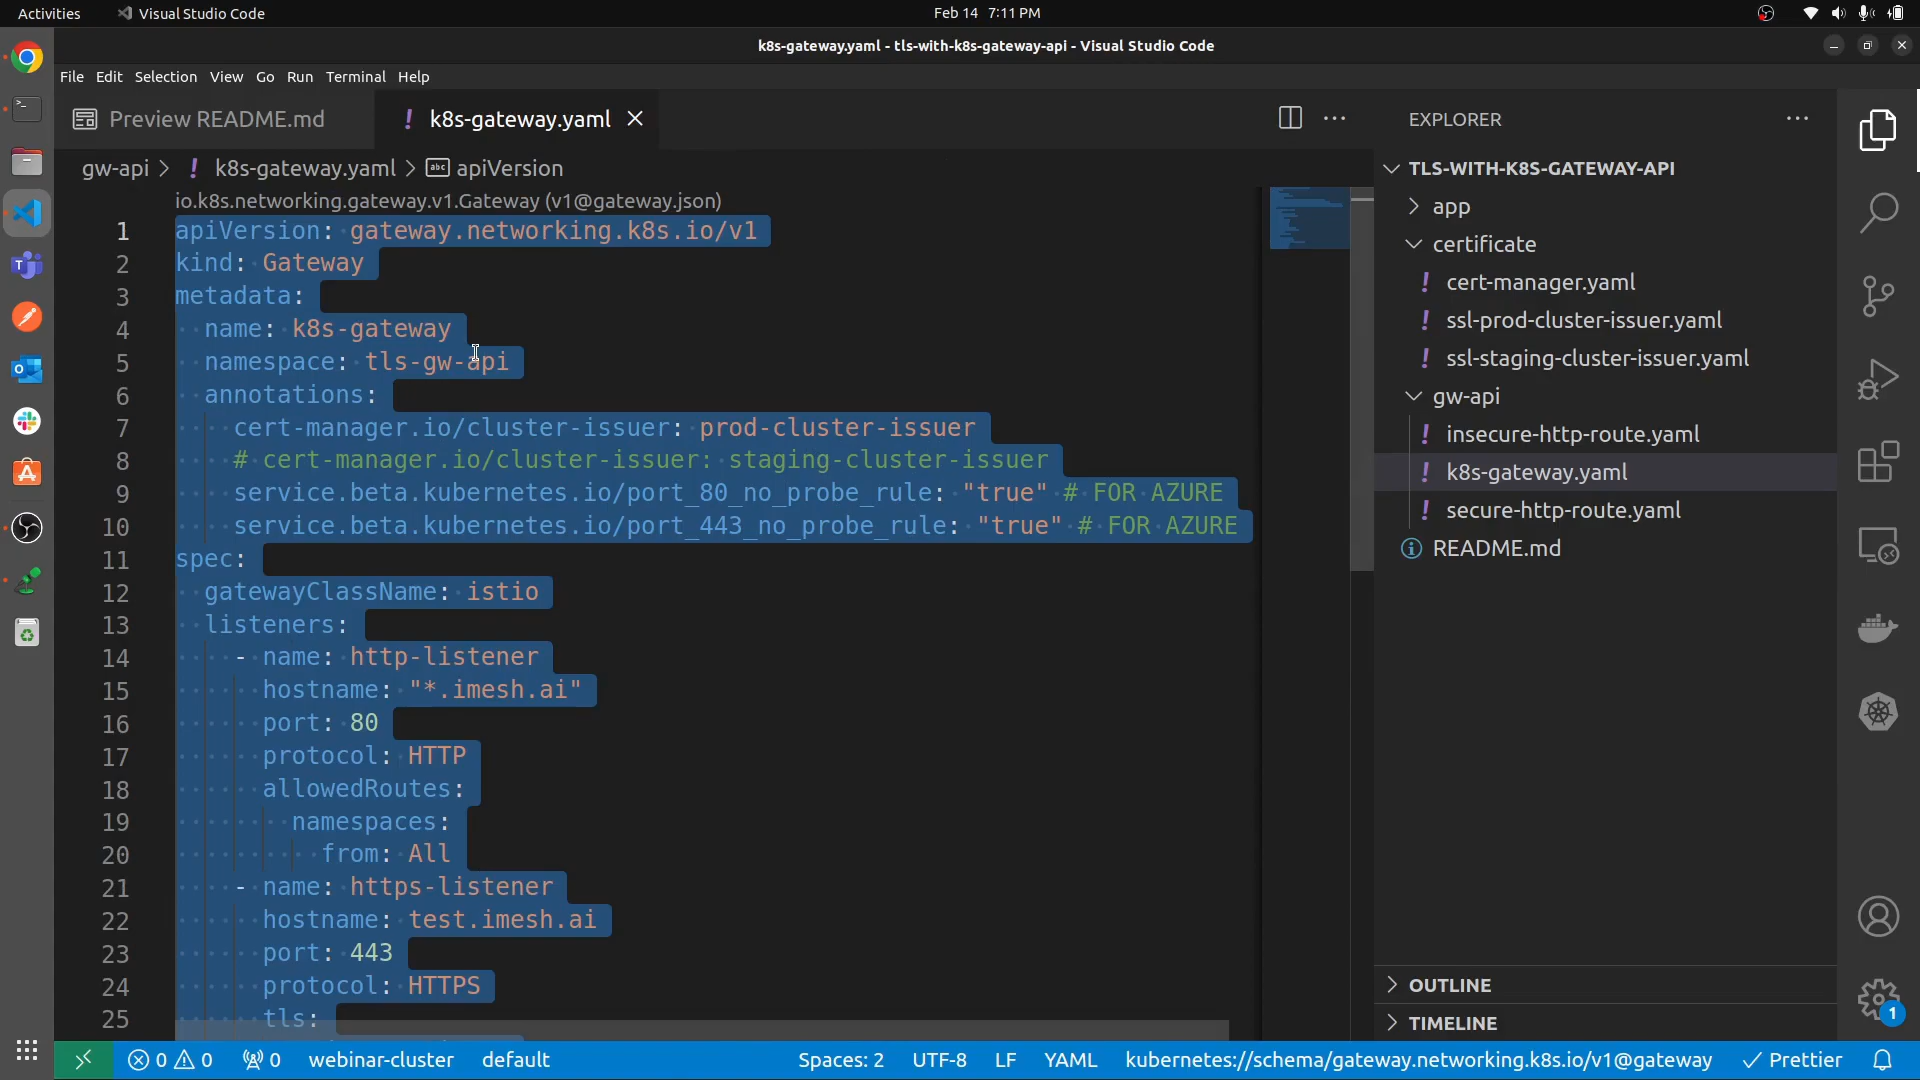 Activities
Visual Studio Code
Feb 14 7:11 PM
k8s-gateway.yaml - tls-with-k8s-gateway-api - Visual Studio Code
File Edit Selection View Go Run Terminal Help
Preview README.md
! k8s-gateway.yaml
gw-api > ! k8s-gateway.yaml > abc apiVersion
io.k8s.networking.gateway.v1.Gateway (v1@gateway.json)
1 apiVersion: gateway.networking.k8s.io/v1
2 kind: Gateway
3 metadata:
4 name: k8s-gateway
5 namespace: tls-gw-api
6 annotations:
7 cert-manager.io/cluster-issuer: prod-cluster-issuer
8 # cert-manager.io/cluster-issuer: staging-cluster-issuer
9 service.beta.kubernetes.io/port_80_no_probe_rule: "true" # FOR AZURE
10 service.beta.kubernetes.io/port_443_no_probe_rule: "true" # FOR AZURE
11 spec:
12 gatewayClassName: istio
13 listeners:
14 - name: http-listener
15 hostname: "*.imesh.ai"
16 port: 80
17 protocol: HTTP
18 allowedRoutes:
19 namespaces:
20 from: All
21 - name: https-listener
22 hostname: test.imesh.ai
23 port: 443
24 protocol: HTTPS
25 tls:
EXPLORER
TLS-WITH-K8S-GATEWAY-API
app
certificate
! cert-manager.yaml
! ssl-prod-cluster-issuer.yaml
! ssl-staging-cluster-issuer.yaml
gw-api
! insecure-http-route.yaml
! k8s-gateway.yaml
! secure-http-route.yaml
README.md
OUTLINE
TIMELINE
1
0 0 0 webinar-cluster default
Spaces: 2 UTF-8 LF YAML kubernetes://schema/gateway.networking.k8s.io/v1@gateway Prettier